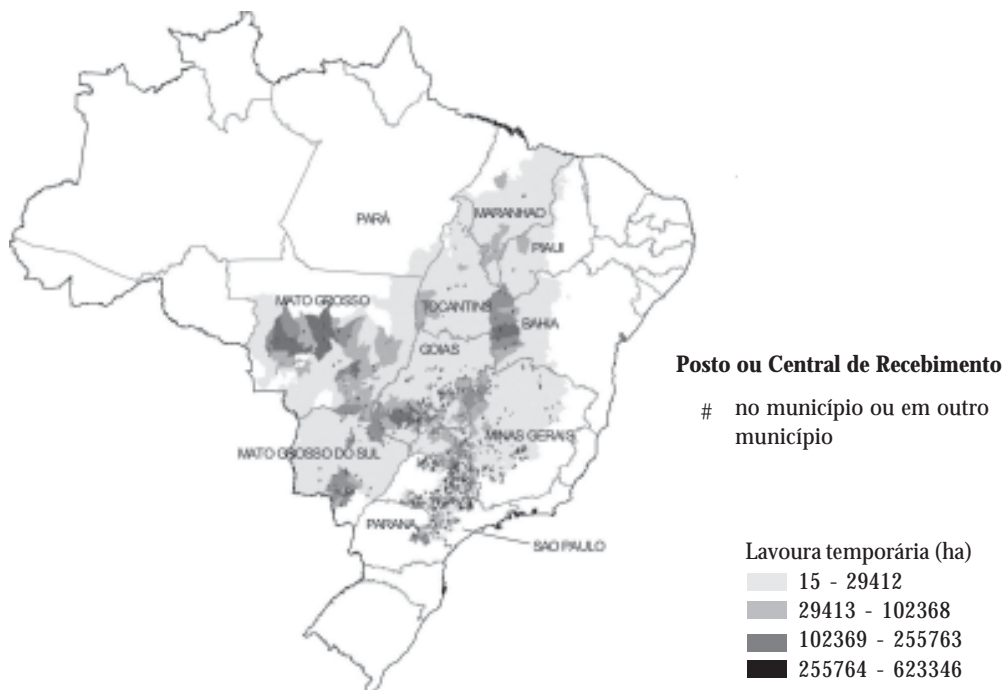 PARÁ
MARANHAO
PIAUI
MATO GROSSO
TOCANTINS
BAHIA
GOIAS
MINAS GERAIS
MATO GROSSO DO SUL
PARANA
SAO PAULO
Posto ou Central de Recebimento
# no município ou em outro
município
Lavoura temporária (ha)
15 - 29412
29413 - 102368
102369 - 255763
255764 - 623346